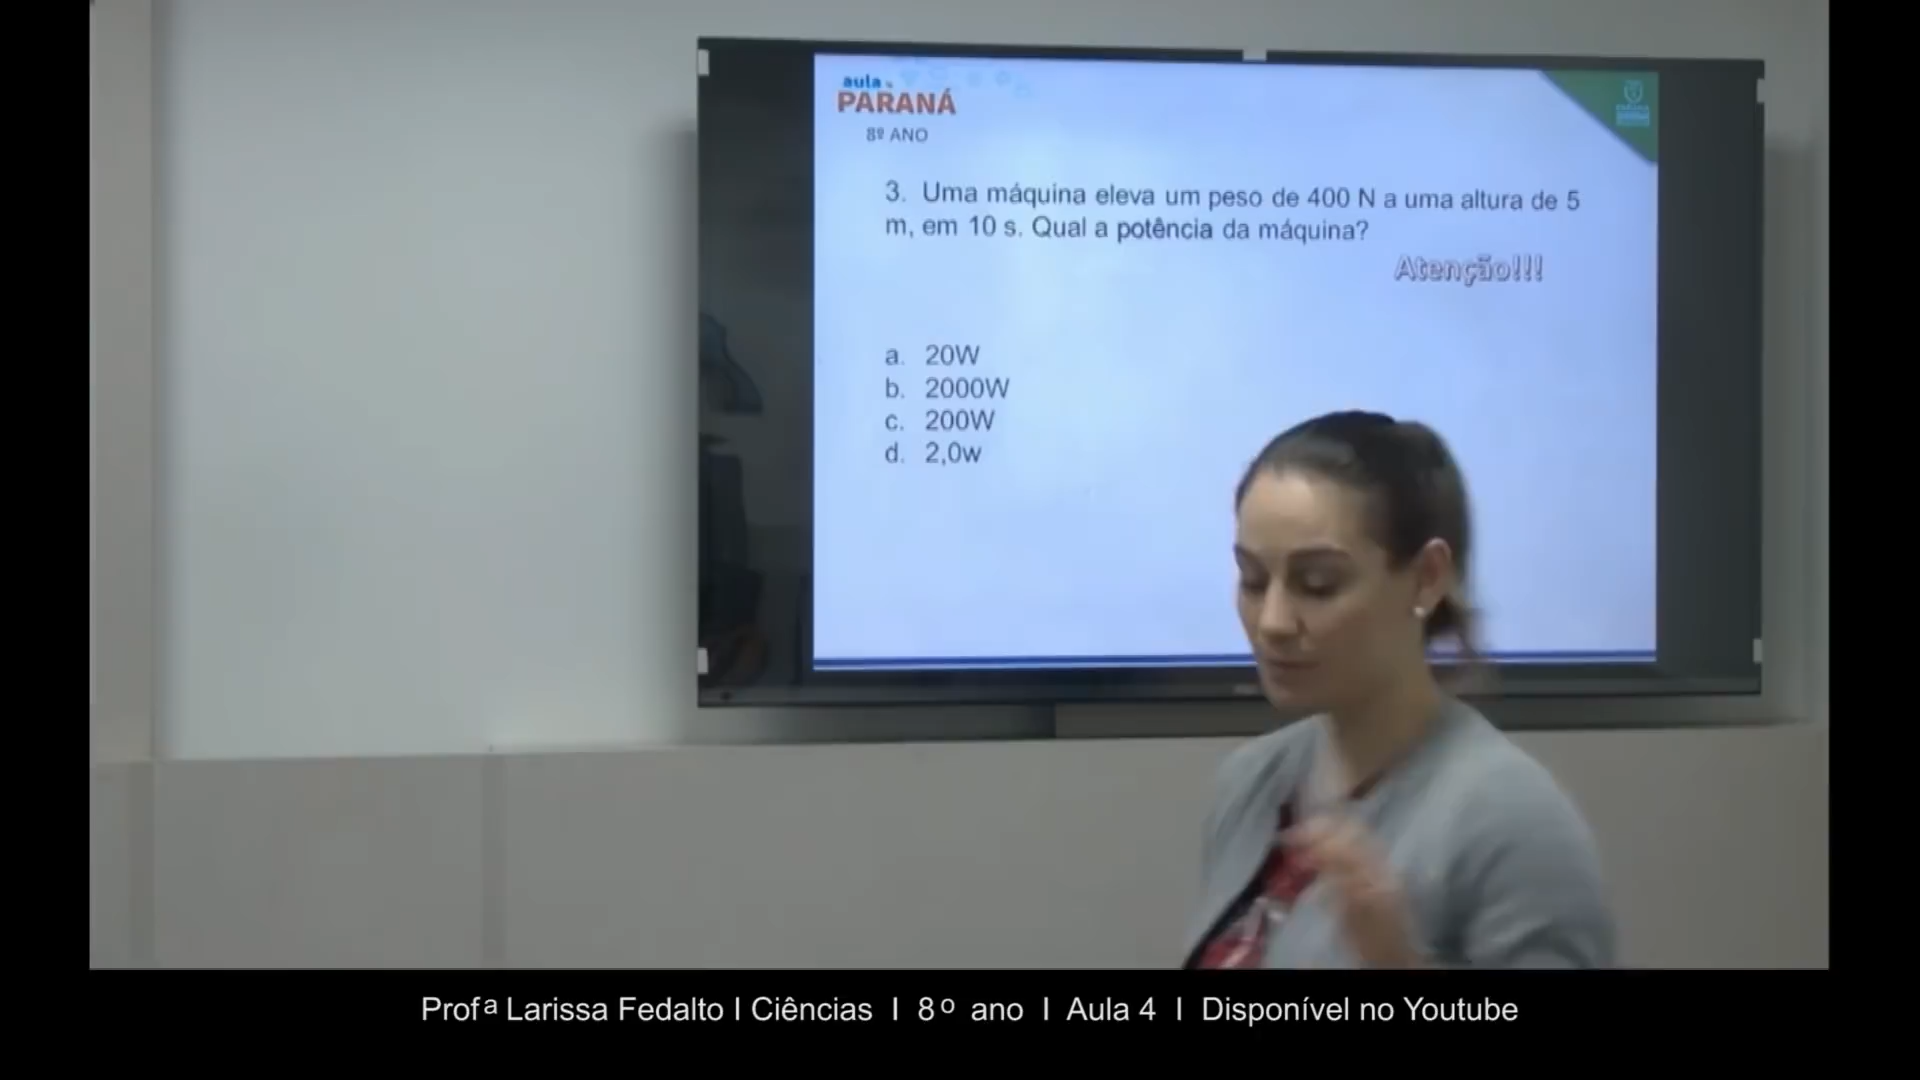 aula
PARANÁ
8º ANO
3. Uma máquina eleva um peso de 400 N a uma altura de 5
m, em 10 s. Qual a potência da máquina?
Atenção!!!
a. 20W
b. 2000W
c. 200W
d. 2,0w
Profª Larissa Fedalto I Ciências I 8º ano I Aula 4 I Disponível no Youtube